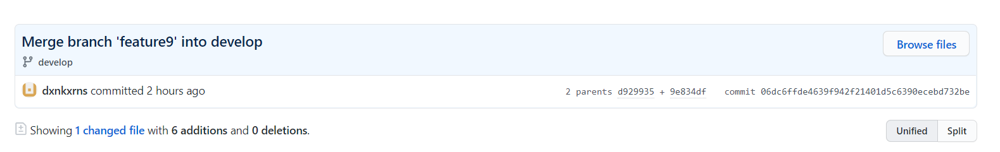 Merge branch 'feature9' into develop
Browse files
develop
dxnkxrns committed 2 hours ago
2 parents d929935 + 9e834df commit 06dc6ffde4639f942f21401d5c6390ecebd732be
Showing 1 changed file with 6 additions and 0 deletions.
Unified Split